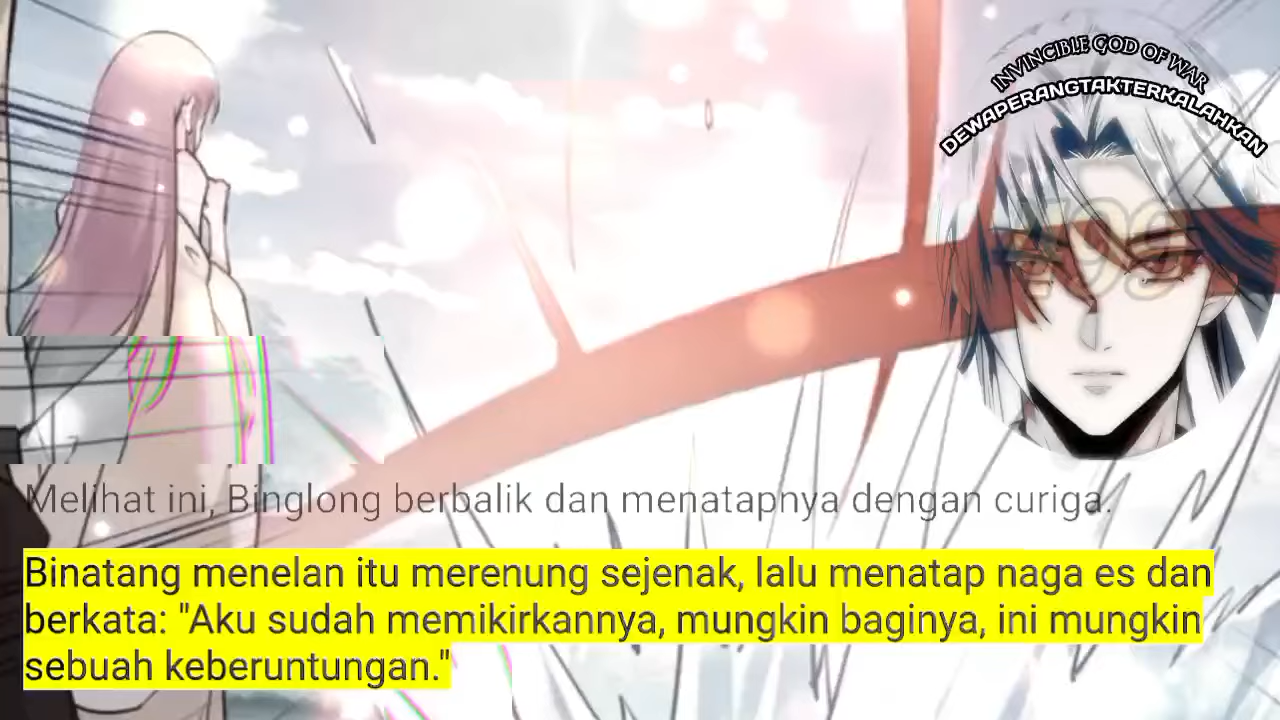 INVINCIBLE GOD OF WAR
DEWAPERANGTAKTERKALAHKAN
Melihat ini, Binglong berbalik dan menatapnya dengan curiga.
Binatang menelan itu merenung sejenak, lalu menatap naga es dan
berkata: "Aku sudah memikirkannya, mungkin baginya, ini mungkin
sebuah keberuntungan."